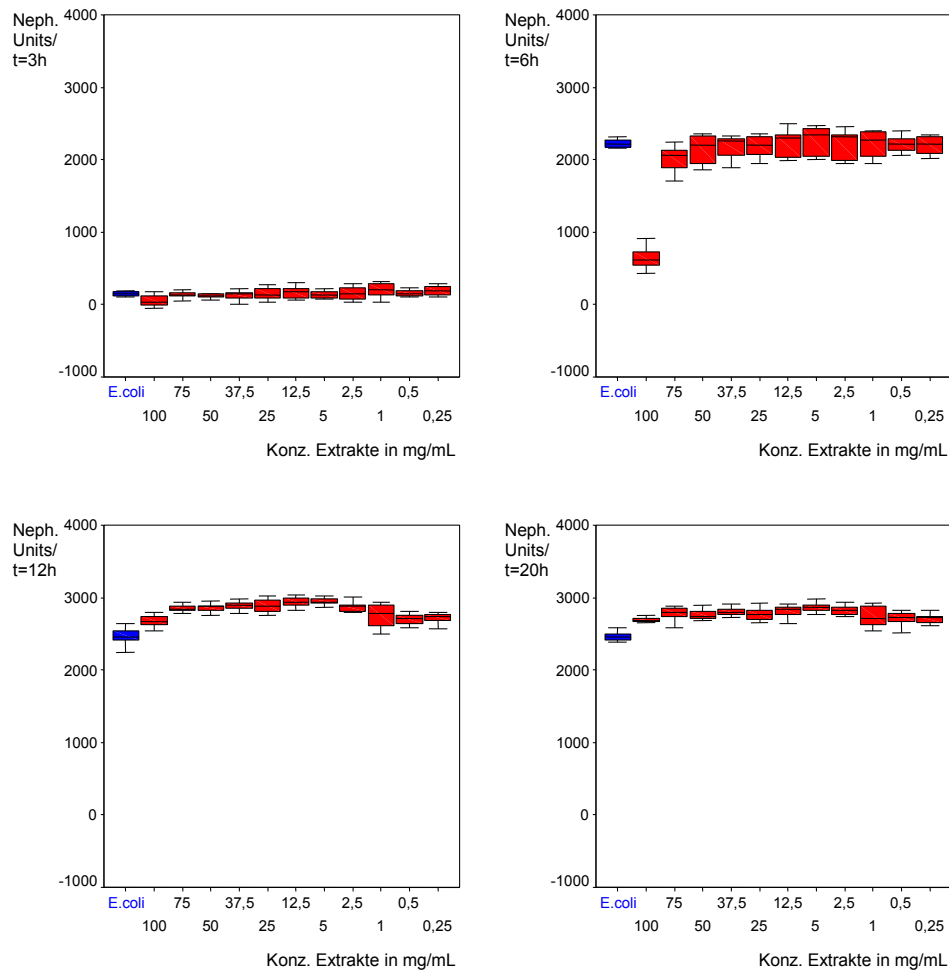 Neph.
Units/
t=3h
4000
3000
2000
1000
0
-1000
E.coli 75 37,5 12,5 2,5 0,5
100 50 25 5 1 0,25
Konz. Extrakte in mg/mL
Neph.
Units/
t=6h
4000
3000
2000
1000
0
-1000
E.coli 75 37,5 12,5 2,5 0,5
100 50 25 5 1 0,25
Konz. Extrakte in mg/mL
Neph.
Units/
t=12h
4000
3000
2000
1000
0
-1000
E.coli 75 37,5 12,5 2,5 0,5
100 50 25 5 1 0,25
Konz. Extrakte in mg/mL
Neph.
Units/
t=20h
4000
3000
2000
1000
0
-1000
E.coli 75 37,5 12,5 2,5 0,5
100 50 25 5 1 0,25
Konz. Extrakte in mg/mL